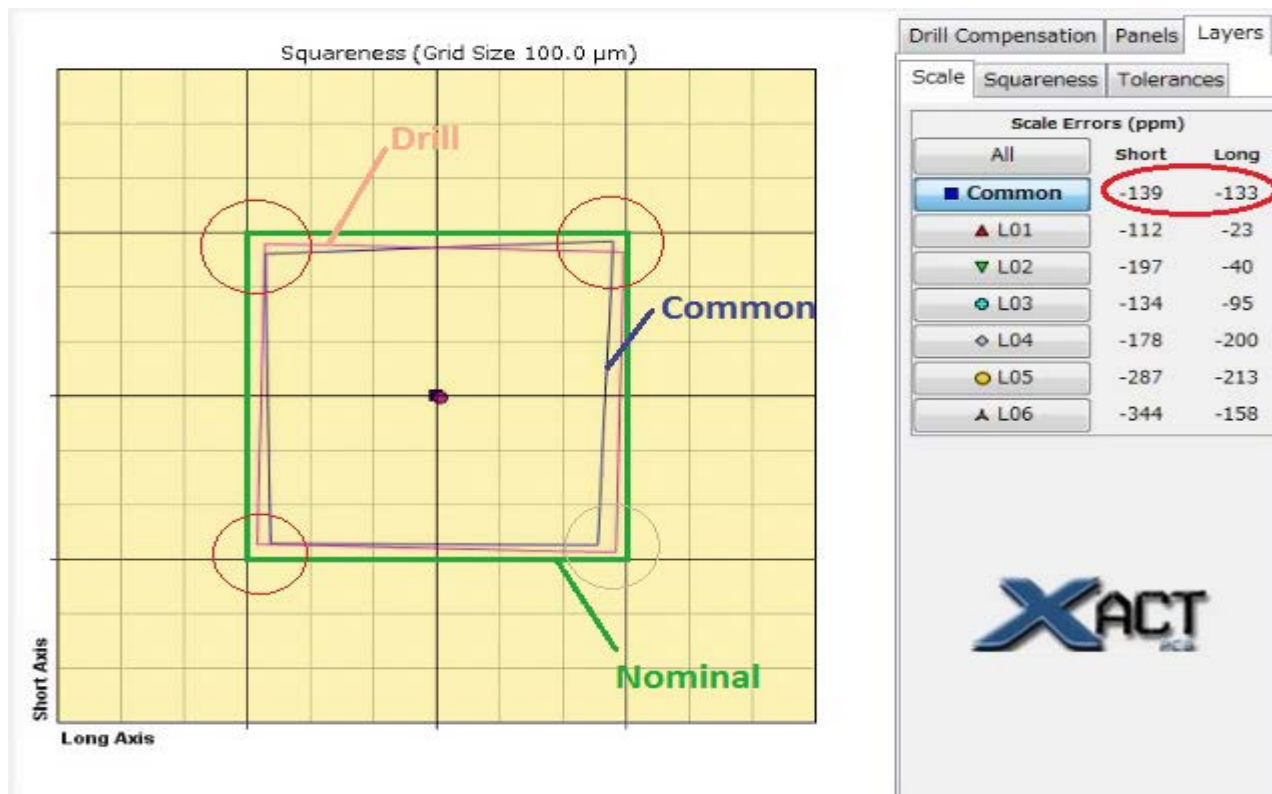 Squareness (Grid Size 100.0 µm)
Drill
Common
Nominal
Short Axis
Long Axis
Drill Compensation Panels Layers
Scale Squareness Tolerances
Scale Errors (ppm)
All Short Long
Common -139 -133
L01 -112 -23
L02 -197 -40
L03 -134 -95
L04 -178 -200
L05 -287 -213
L06 -344 -158
XACT
PCB